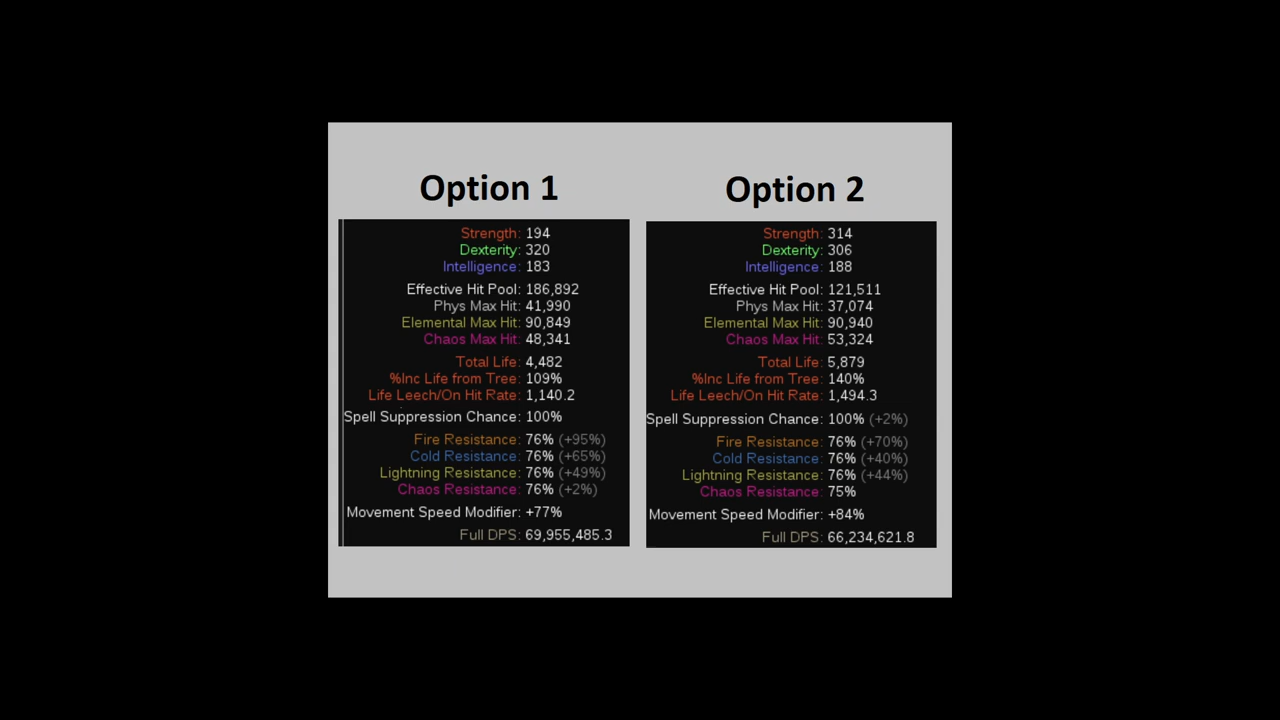 Option 1
Strength: 194
Dexterity: 320
Intelligence: 183
Effective Hit Pool: 186,892
Phys Max Hit: 41,990
Elemental Max Hit: 90,849
Chaos Max Hit: 48,341
Total Life: 4,482
%Inc Life from Tree: 109%
Life Leech/On Hit Rate: 1,140.2
Spell Suppression Chance: 100%
Fire Resistance: 76% (+95%)
Cold Resistance: 76% (+65%)
Lightning Resistance: 76% (+49%)
Chaos Resistance: 76% (+2%)
Movement Speed Modifier: +77%
Full DPS: 69,955,485.3
Option 2
Strength: 314
Dexterity: 306
Intelligence: 188
Effective Hit Pool: 121,511
Phys Max Hit: 37,074
Elemental Max Hit: 90,940
Chaos Max Hit: 53,324
Total Life: 5,879
%Inc Life from Tree: 140%
Life Leech/On Hit Rate: 1,494.3
Spell Suppression Chance: 100% (+2%)
Fire Resistance: 76% (+70%)
Cold Resistance: 76% (+40%)
Lightning Resistance: 76% (+44%)
Chaos Resistance: 75%
Movement Speed Modifier: +84%
Full DPS: 66,234,621.8